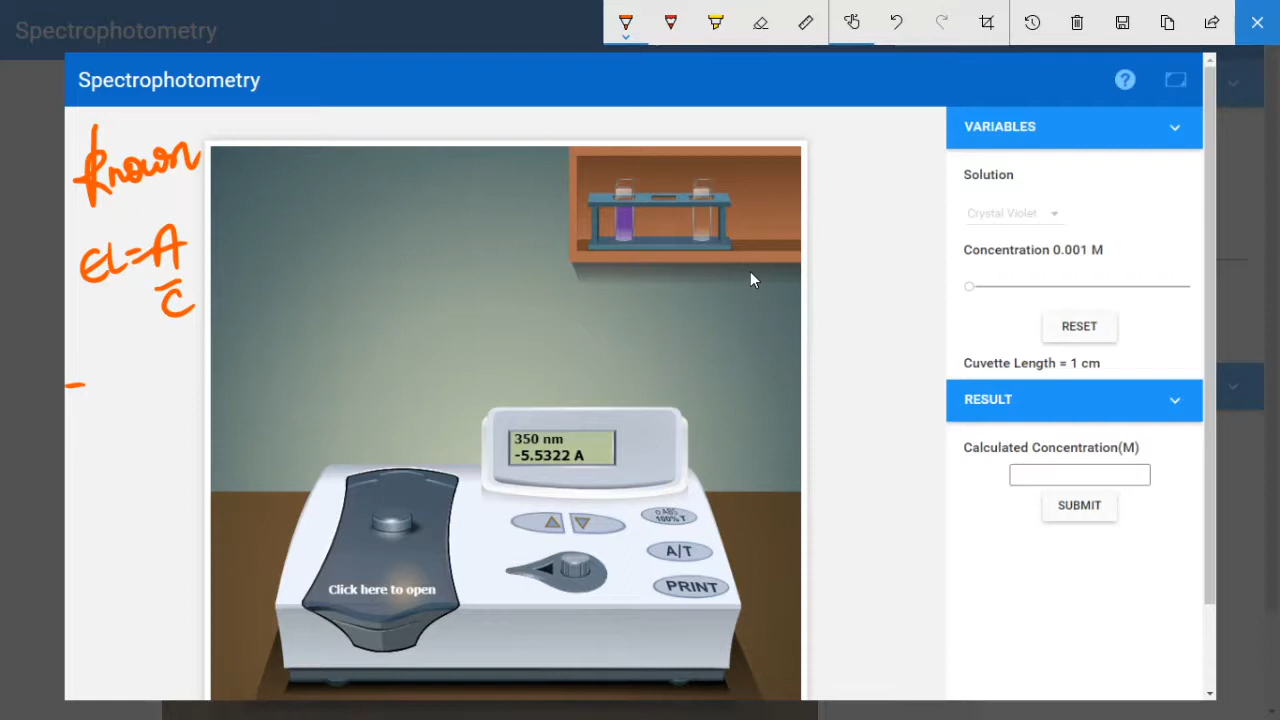 Spectrophotometry
Spectrophotometry
known
εl = A
c
VARIABLES
Solution
Crystal Violet
Concentration 0.001 M
RESET
Cuvette Length = 1 cm
RESULT
Calculated Concentration(M)
SUBMIT
350 nm
-5.5322 A
0 ABS
100% T
A/T
PRINT
Click here to open